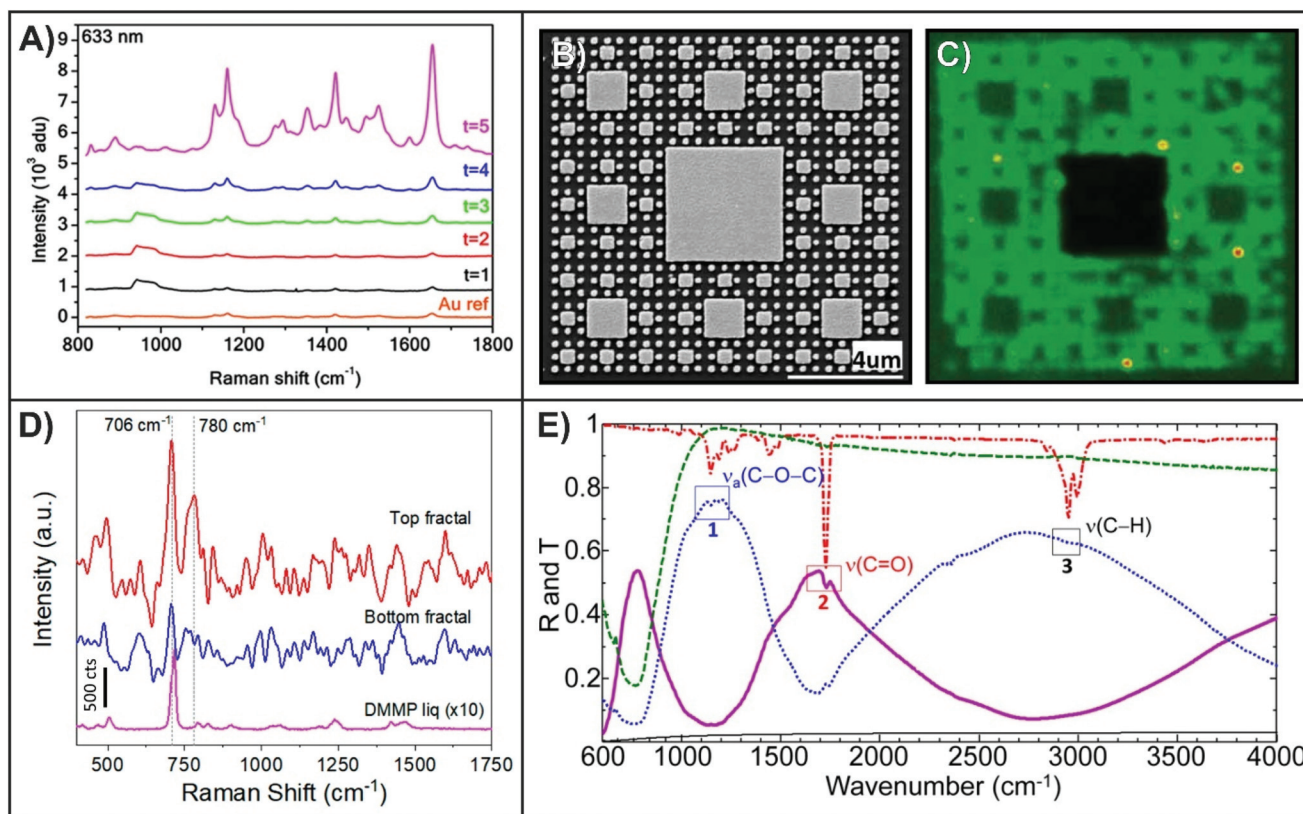 A)
633 nm
9
8
7
6
5
4
3
2
1
0
Intensity (10³ adu)
t=5
t=4
t=3
t=2
t=1
Au ref
800 1000 1200 1400 1600 1800
Raman shift (cm⁻¹)
B)
4um
C)
D)
706 cm⁻¹
780 cm⁻¹
Top fractal
Bottom fractal
500 cts
DMMP liq (x10)
Intensity (a.u.)
500 750 1000 1250 1500 1750
Raman Shift (cm⁻¹)
E)
1
0.8
0.6
0.4
0.2
R and T
νₐ(C–O–C)
1
ν(C=O)
2
ν(C–H)
3
600 1000 1500 2000 2500 3000 3500 4000
Wavenumber (cm⁻¹)